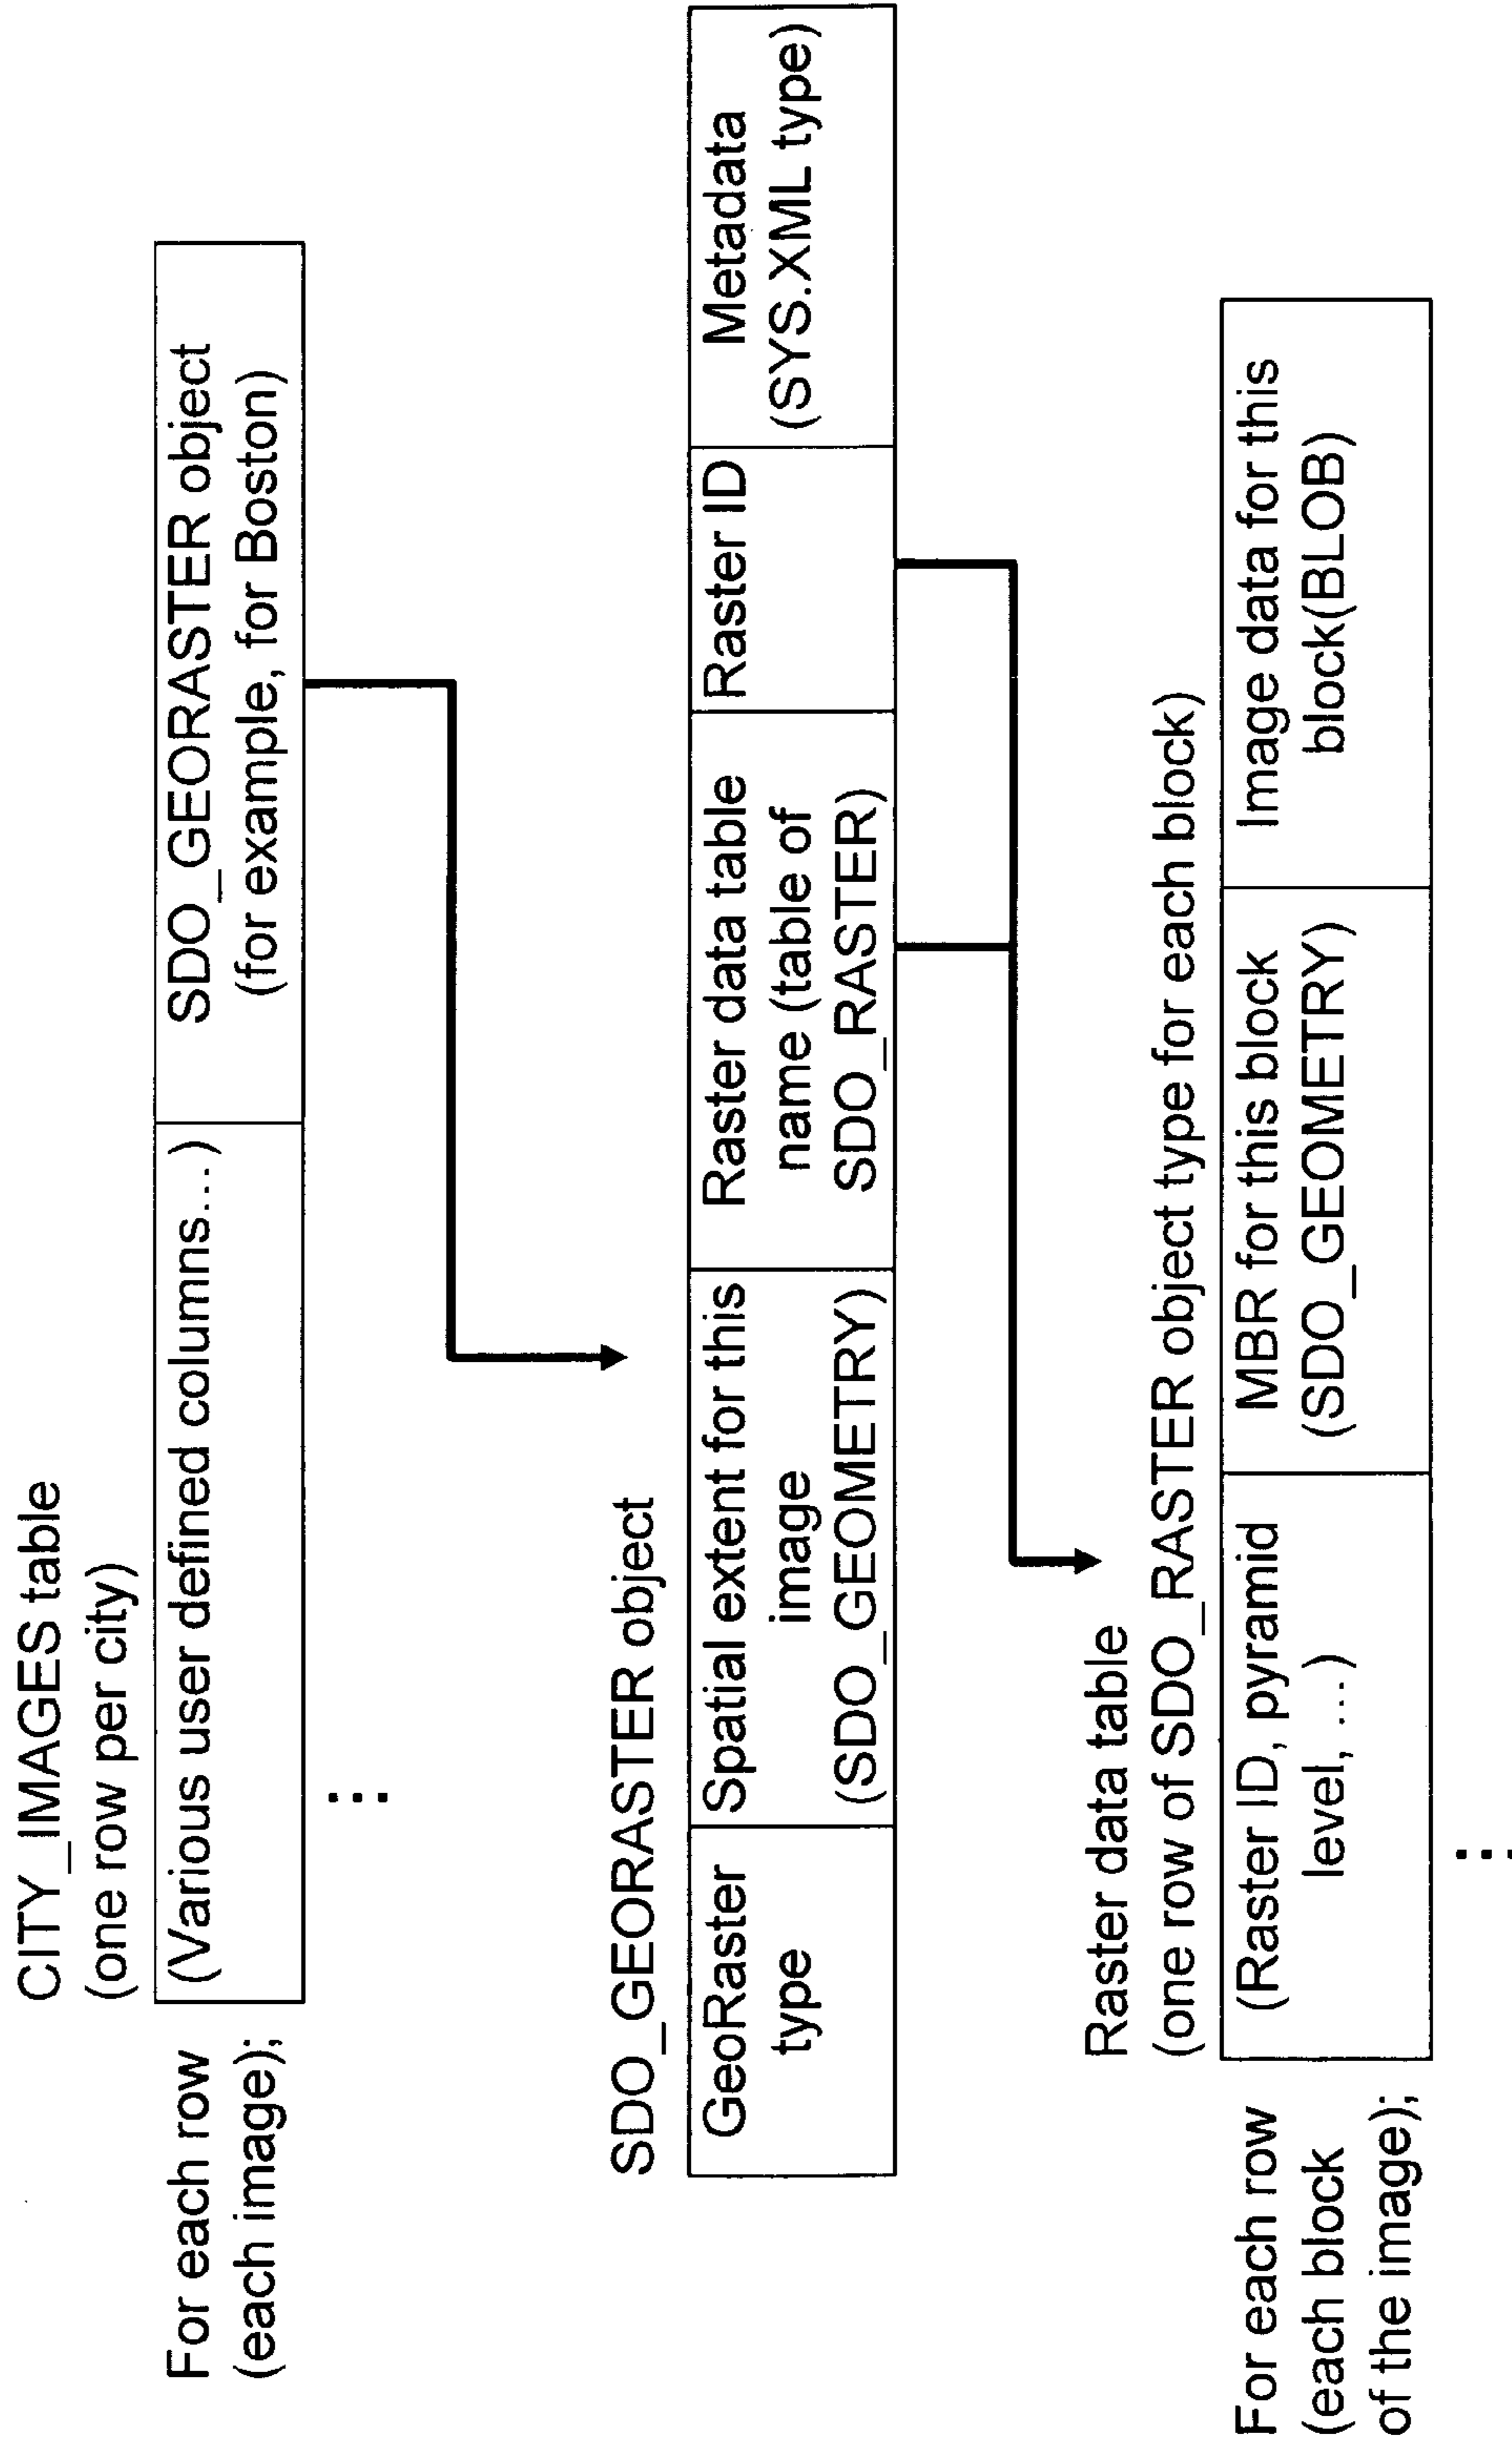 CITY_IMAGES table
(one row per city)
For each row
(each image);
(Various user defined columns...)
SDO_GEORASTER object
(for example, for Boston)
...
SDO_GEORASTER object
GeoRaster
type
Spatial extent for this
image
(SDO_GEOMETRY)
Raster data table
name (table of
SDO_RASTER)
Raster ID
Metadata
(SYS.XML type)
Raster data table
(one row of SDO_RASTER object type for each block)
For each row
(each block
of the image);
(Raster ID, pyramid
level, ...)
MBR for this block
(SDO_GEOMETRY)
Image data for this
block(BLOB)
...